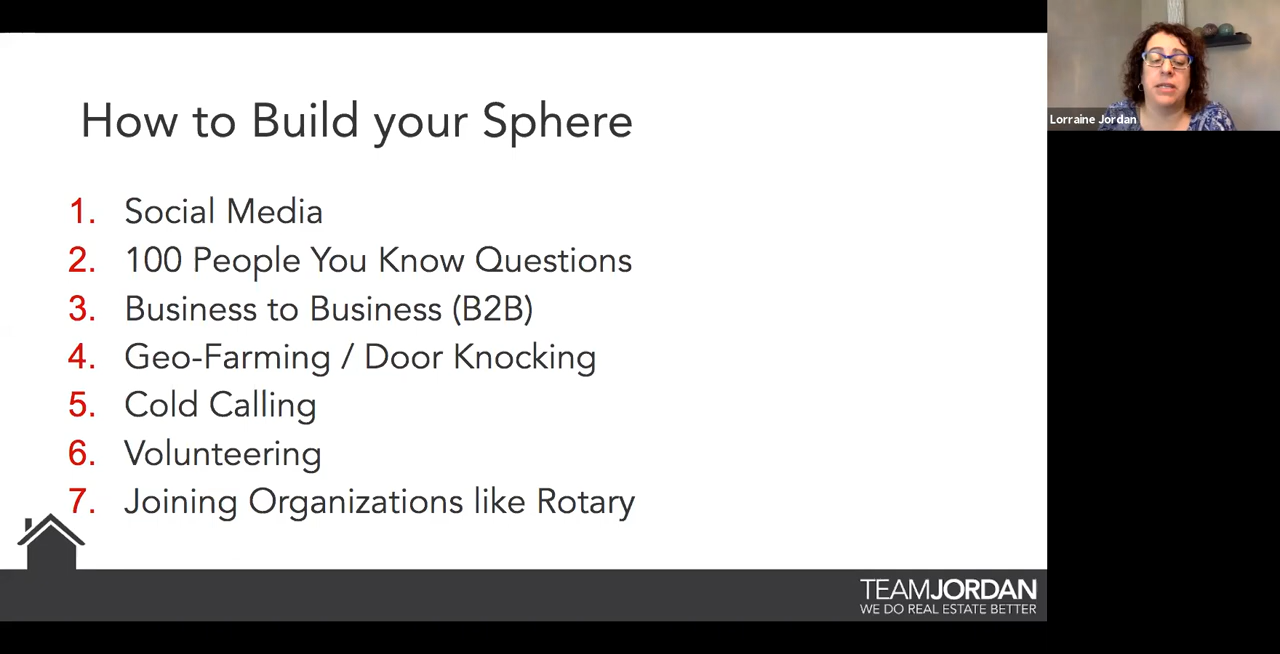 How to Build your Sphere
1. Social Media
2. 100 People You Know Questions
3. Business to Business (B2B)
4. Geo-Farming / Door Knocking
5. Cold Calling
6. Volunteering
7. Joining Organizations like Rotary
TEAMJORDAN
WE DO REAL ESTATE BETTER
Lorraine Jordan